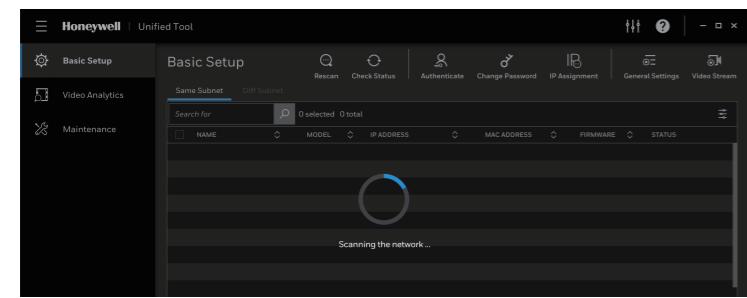 Honeywell | Unified Tool
Basic Setup
Video Analytics
Maintenance
Basic Setup
Rescan
Check Status
Authenticate
Change Password
IP Assignment
General Settings
Video Stream
Same Subnet
Diff Subnet
Search for
0 selected 0 total
NAME
MODEL
IP ADDRESS
MAC ADDRESS
FIRMWARE
STATUS
Scanning the network ...